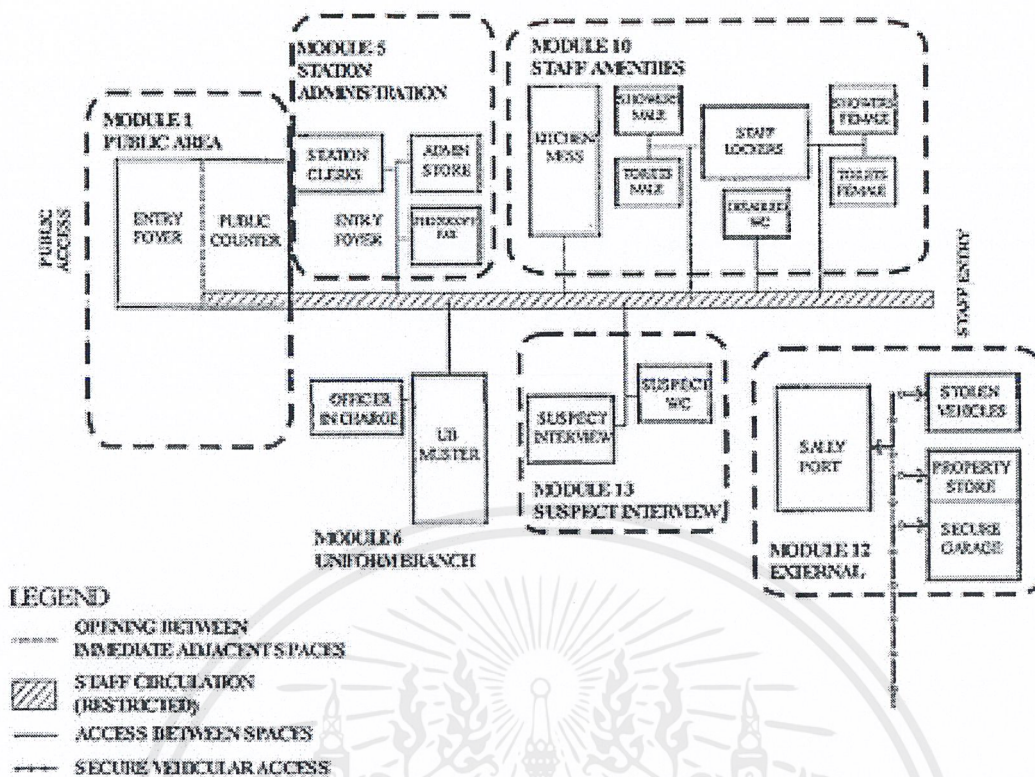 MODULE 5
STATION
ADMINISTRATION
MODULE 10
STAFF AMENITIES
MODULE 1
PUBLIC AREA
STATION
CLERKS
ADMIN
STORE
ENTRY
FOYER
FAX
KITCHEN
MESS
SHOWERS
MALE
TOILETS
MALE
STAFF
LOCKERS
DISABLED
WC
SHOWERS
FEMALE
TOILETS
FEMALE
PUBLIC
ACCESS
ENTRY
FOYER
PUBLIC
COUNTER
STAFF ENTRY
OFFICER
IN CHARGE
UB
MUSTER
MODULE 6
UNIFORM BRANCH
SUSPECT
INTERVIEW
SUSPECT
WC
MODULE 13
SUSPECT INTERVIEW
SALLY
PORT
STOLEN
VEHICLES
PROPERTY
STORE
SECURE
GARAGE
MODULE 12
EXTERNAL
LEGEND
OPENING BETWEEN
IMMEDIATE ADJACENT SPACES
STAFF CIRCULATION
(RESTRICTED)
ACCESS BETWEEN SPACES
SECURE VEHICULAR ACCESS